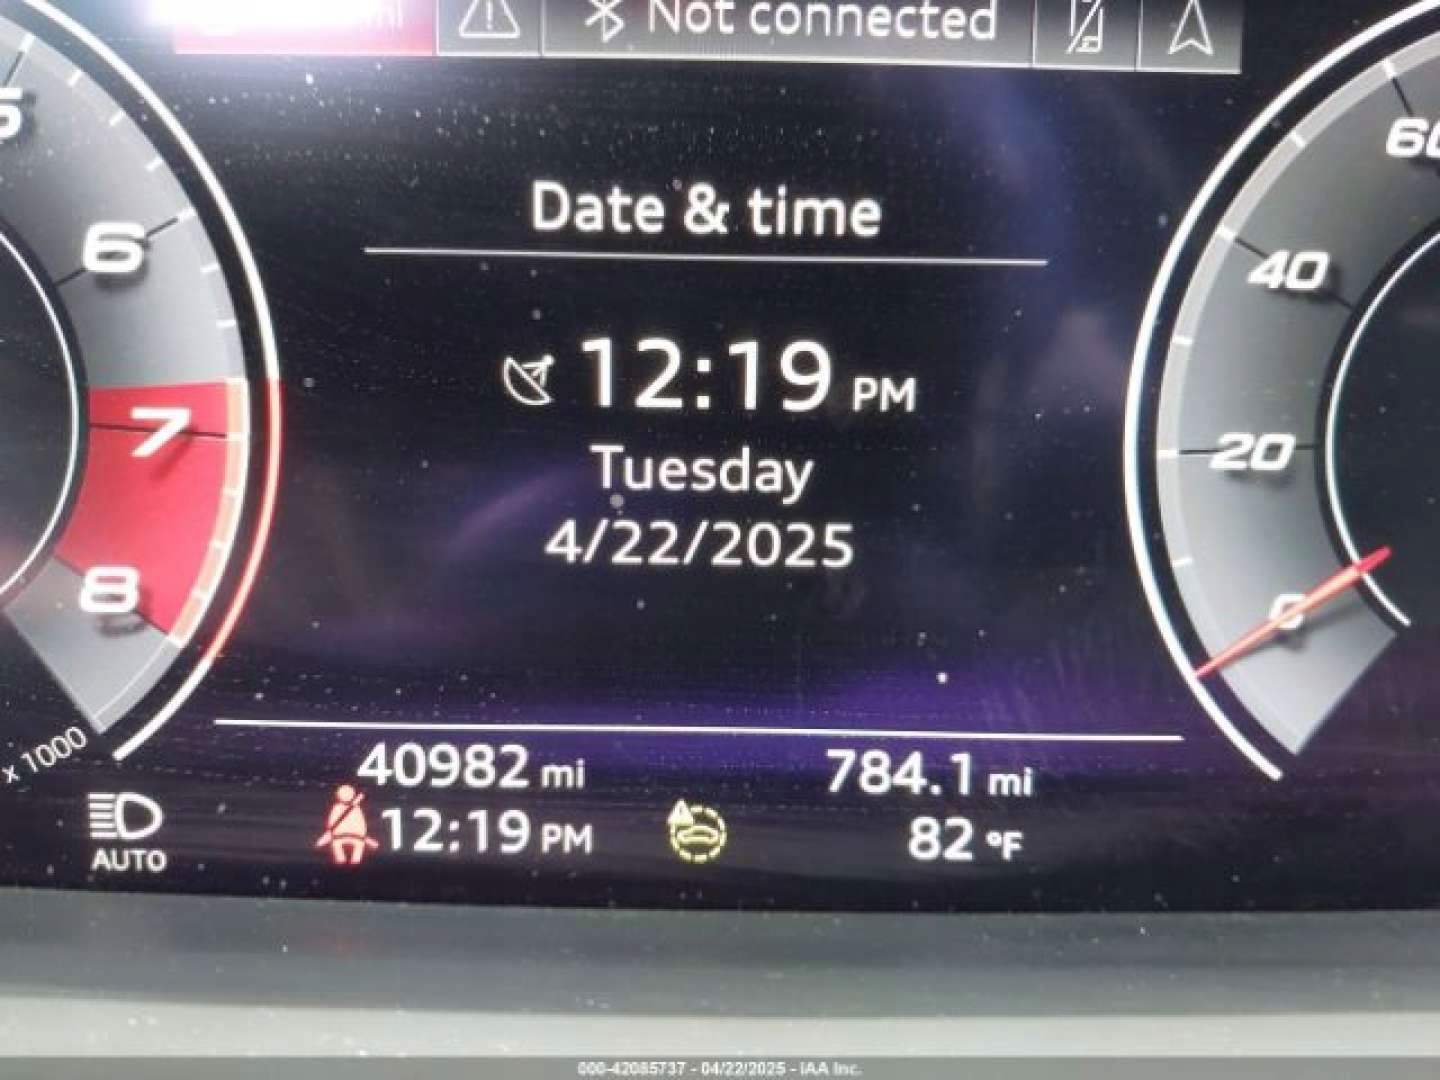 Not connected
Date & time
12:19 PM
Tuesday
4/22/2025
5
6
7
8
x 1000
60
40
20
0
40982 mi
784.1 mi
12:19 PM
82 °F
AUTO
000-42085737 - 04/22/2025 - IAA Inc.